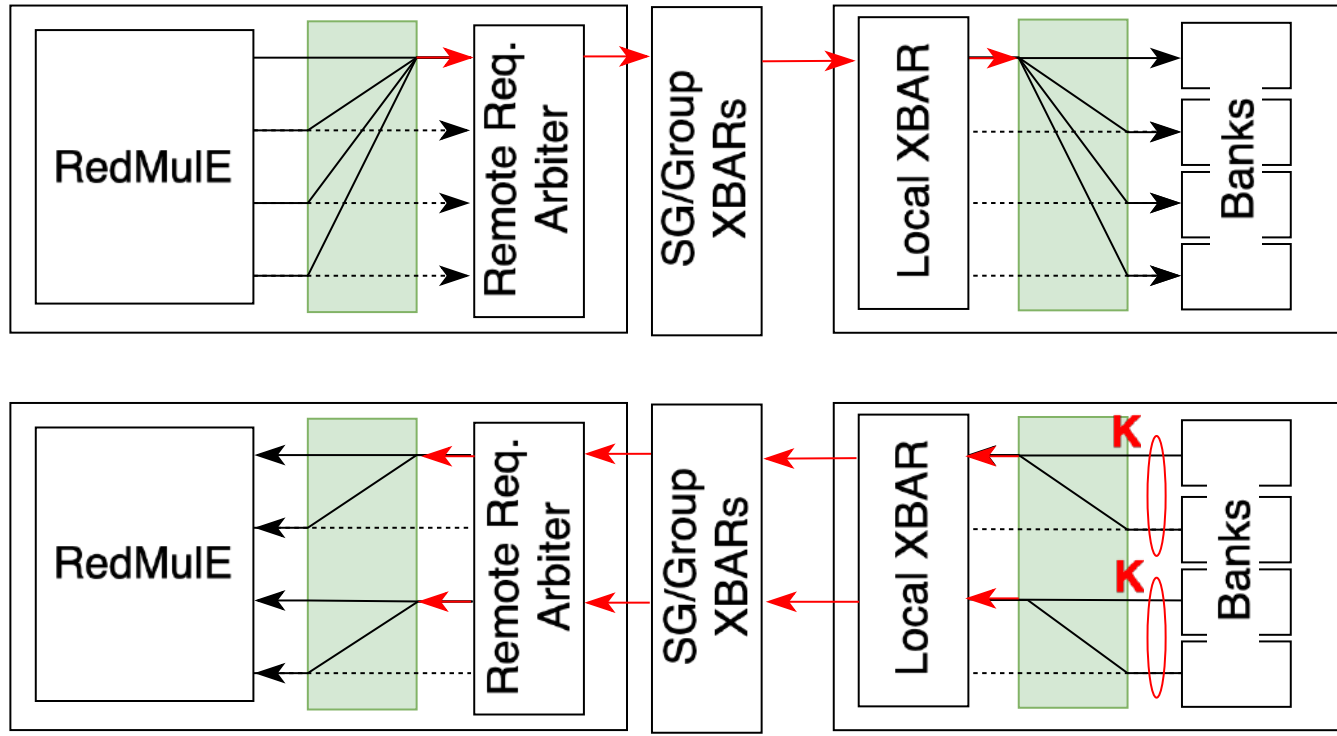 RedMulE
Remote Req.
Arbiter
SG/Group
XBARs
Local XBAR
Banks
RedMulE
Remote Req.
Arbiter
SG/Group
XBARs
Local XBAR
K
K
Banks